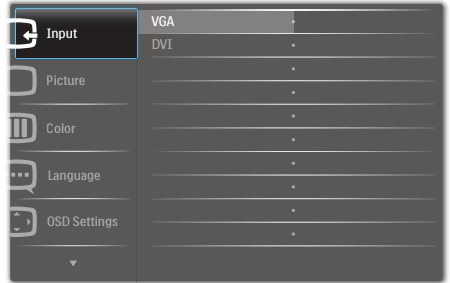 Input
VGA
DVI
Picture
Color
Language
OSD Settings